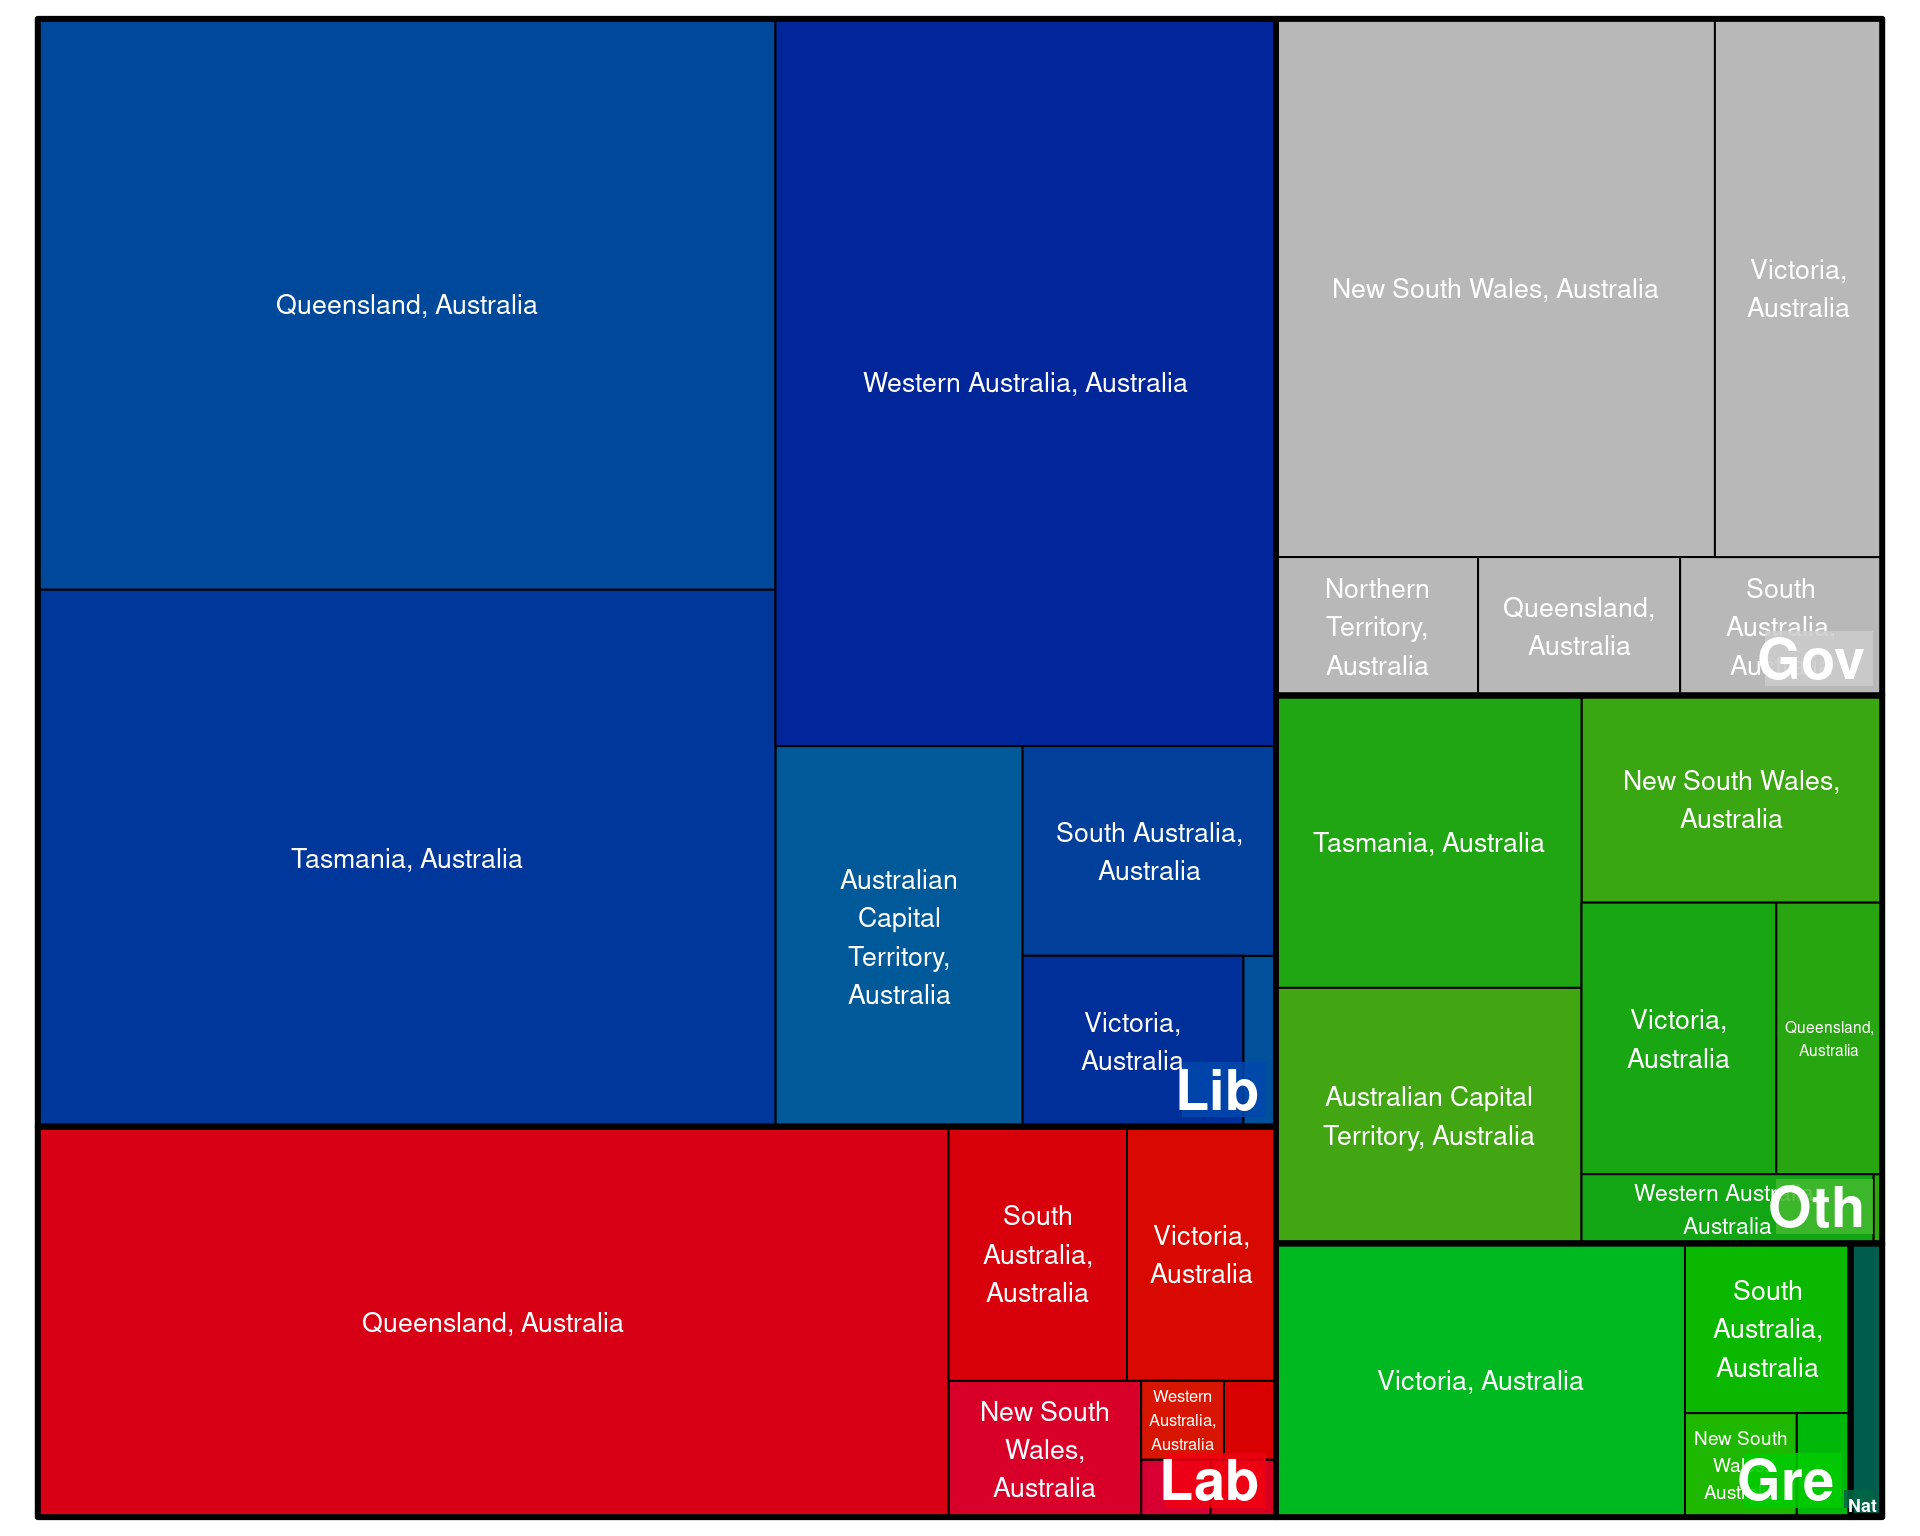 Queensland, Australia
Tasmania, Australia
Western Australia, Australia
Australian
Capital
Territory,
Australia
South Australia,
Australia
Victoria,
Australia
Lib
Queensland, Australia
South
Australia,
Australia
Victoria,
Australia
New South
Wales,
Australia
Western
Australia,
Australia
Lab
New South Wales, Australia
Victoria,
Australia
Northern
Territory,
Australia
Queensland,
Australia
South
Australia,
Gov
Tasmania, Australia
New South Wales,
Australia
Australian Capital
Territory, Australia
Victoria,
Australia
Queensland,
Australia
Western
Australia
Oth
Victoria, Australia
South
Australia,
Australia
New South
Gre
Nat